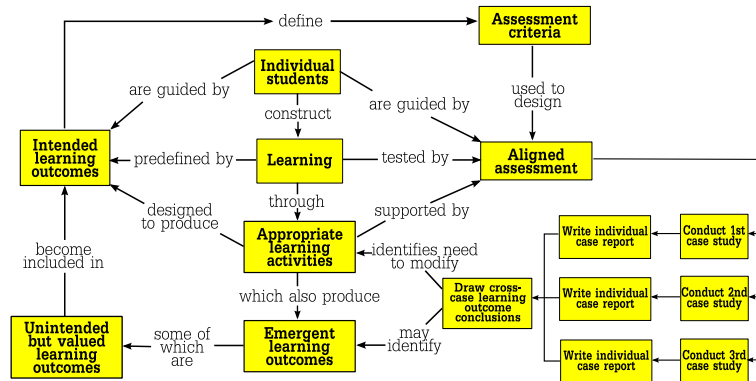 define
Assessment
criteria
Individual
students
are guided by
are guided by
used to
design
construct
Intended
learning
outcomes
predefined by
Learning
tested by
Aligned
assessment
through
designed
to produce
supported by
Appropriate
learning
activities
become
included in
identifies need
to modify
Write individual
case report
Conduct 1st
case study
which also produce
Draw cross-
case learning
outcome
conclusions
Write individual
case report
Conduct 2nd
case study
Unintended
but valued
learning
outcomes
some of
which
are
Emergent
learning
outcomes
may
identify
Write individual
case report
Conduct 3rd
case study